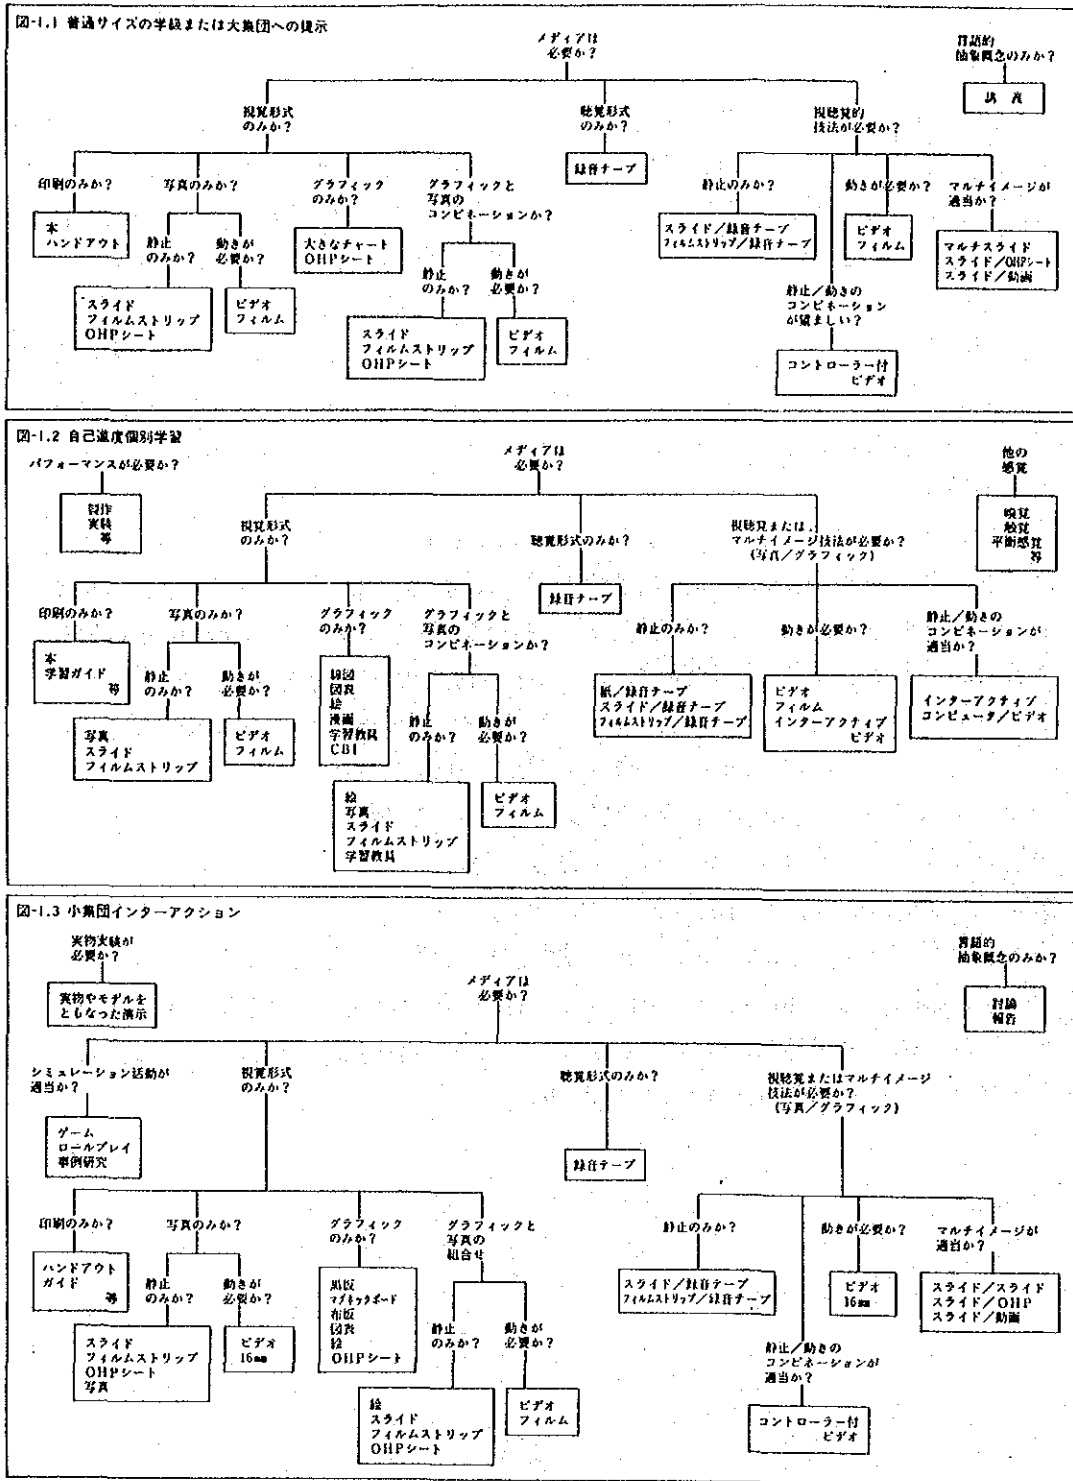 図-1.1 普通サイズの学級または大集団への提示
メディアは
必要か?
言語的
抽象概念のみか?
講義
視覚形式
のみか?
聴覚形式
のみか?
録音テープ
視聴覚的
技法が必要か?
印刷のみか?
本
ハンドアウト
写真のみか?
静止
のみか?
スライド
フィルムストリップ
OHPシート
動きが
必要か?
ビデオ
フィルム
グラフィック
のみか?
大きなチャート
OHPシート
グラフィックと
写真の
コンビネーションか?
静止
のみか?
スライド
フィルムストリップ
OHPシート
動きが
必要か?
ビデオ
フィルム
静止のみか?
スライド/録音テープ
フィルムストリップ/録音テープ
静止/動きの
コンビネーション
が望ましい?
コントローラー付
ビデオ
動きが必要か?
ビデオ
フィルム
マルチイメージが
適当か?
マルチスライド
スライド/OHPシート
スライド/動画
図-1.2 自己進度個別学習
パフォーマンスが必要か?
製作
実験
等
メディアは
必要か?
他の
感覚
嗅覚
触覚
平衡感覚
等
視覚形式
のみか?
聴覚形式のみか?
録音テープ
視聴覚または、
マルチイメージ技法が必要か?
(写真/グラフィック)
印刷のみか?
本
学習ガイド
等
写真のみか?
静止
のみか?
写真
スライド
フィルムストリップ
動きが
必要か?
ビデオ
フィルム
グラフィック
のみか?
線図
図表
絵
漫画
学習教具
CBI
グラフィックと
写真の
コンビネーションか?
静止
のみか?
絵
写真
スライド
フィルムストリップ
学習教具
動きが
必要か?
ビデオ
フィルム
静止のみか?
紙/録音テープ
スライド/録音テープ
フィルムストリップ/録音テープ
動きが必要か?
ビデオ
フィルム
インターアクティブ
ビデオ
静止/動きの
コンビネーションが
適当か?
インターアクティブ
コンピュータ/ビデオ
図-1.3 小集団インターアクション
実物実験が
必要か?
実物やモデルを
ともなった演示
メディアは
必要か?
言語的
抽象概念のみか?
討論
報告
シミュレーション活動が
適当か?
ゲーム
ロールプレイ
事例研究
視覚形式
のみか?
聴覚形式のみか?
録音テープ
視聴覚またはマルチイメージ
技法が必要か?
(写真/グラフィック)
印刷のみか?
ハンドアウト
ガイド
等
写真のみか?
静止
のみか?
スライド
フィルムストリップ
OHPシート
写真
動きが
必要か?
ビデオ
16mm
グラフィック
のみか?
黒板
マグネックボード
布板
図表
絵
OHPシート
グラフィックと
写真の
組合せ
静止
のみか?
絵
スライド
フィルムストリップ
OHPシート
動きが
必要か?
ビデオ
フィルム
静止のみか?
スライド/録音テープ
フィルムストリップ/録音テープ
静止/動きの
コンビネーションが
適当か?
コントローラー付
ビデオ
動きが必要か?
ビデオ
16mm
マルチイメージが
適当か?
スライド/スライド
スライド/OHP
スライド/動画